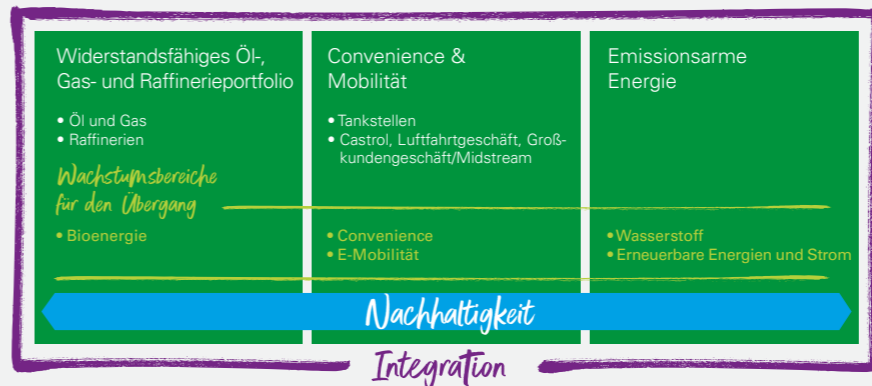 Widerstandsfähiges Öl-,
Gas- und Raffinerieportfolio
• Öl und Gas
• Raffinerien
Convenience &
Mobilität
• Tankstellen
• Castrol, Luftfahrtgeschäft, Groß-
kundengeschäft/Midstream
Emissionsarme
Energie
Wachstumsbereiche
für den Übergang
• Bioenergie
• Convenience
• E-Mobilität
• Wasserstoff
• Erneuerbare Energien und Strom
Nachhaltigkeit
Integration